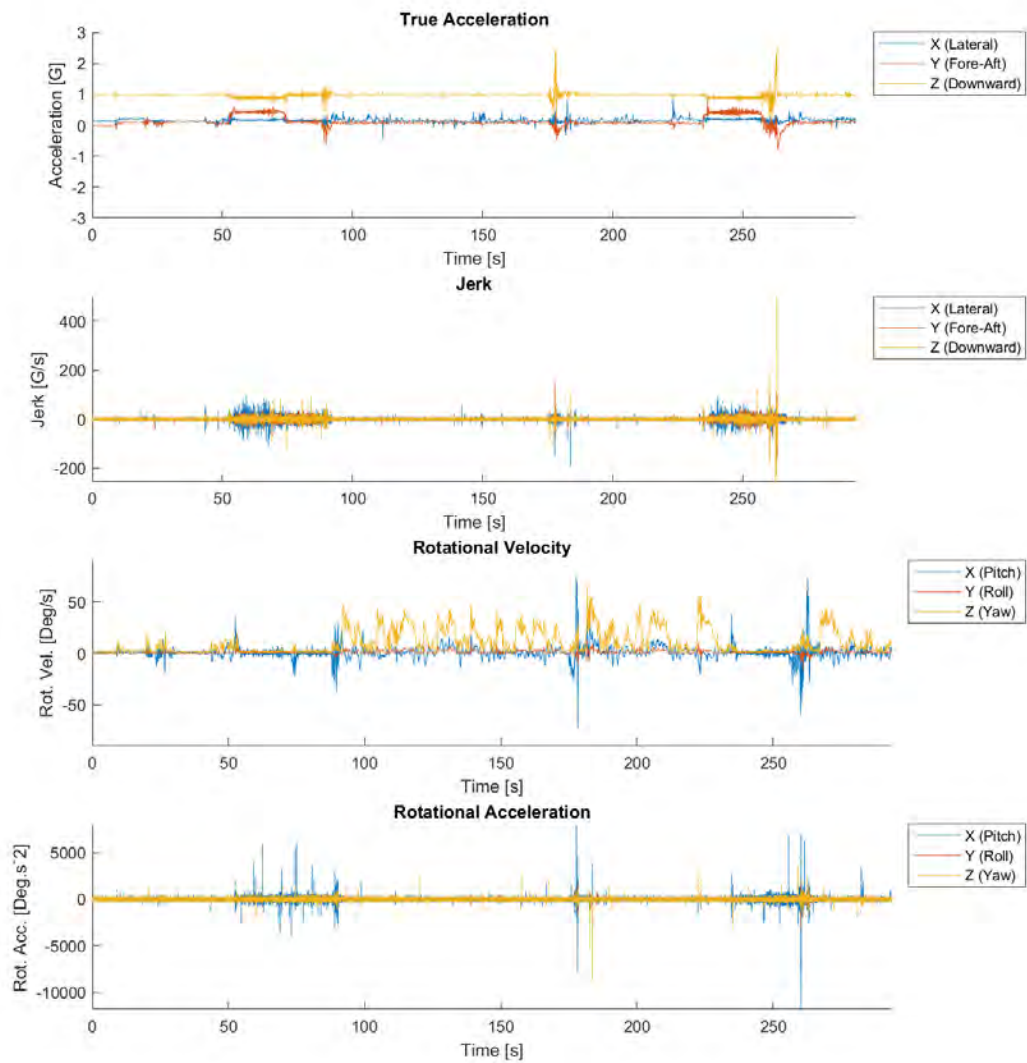 True Acceleration
3
2
1
0
-1
-2
-3
Acceleration [G]
0 50 100 150 200 250
Time [s]
X (Lateral)
Y (Fore-Aft)
Z (Downward)
Jerk
400
200
0
-200
Jerk [G/s]
0 50 100 150 200 250
Time [s]
X (Lateral)
Y (Fore-Aft)
Z (Downward)
Rotational Velocity
50
0
-50
Rot. Vel. [Deg/s]
0 50 100 150 200 250
Time [s]
X (Pitch)
Y (Roll)
Z (Yaw)
Rotational Acceleration
5000
0
-5000
-10000
Rot. Acc. [Deg.s^2]
0 50 100 150 200 250
Time [s]
X (Pitch)
Y (Roll)
Z (Yaw)